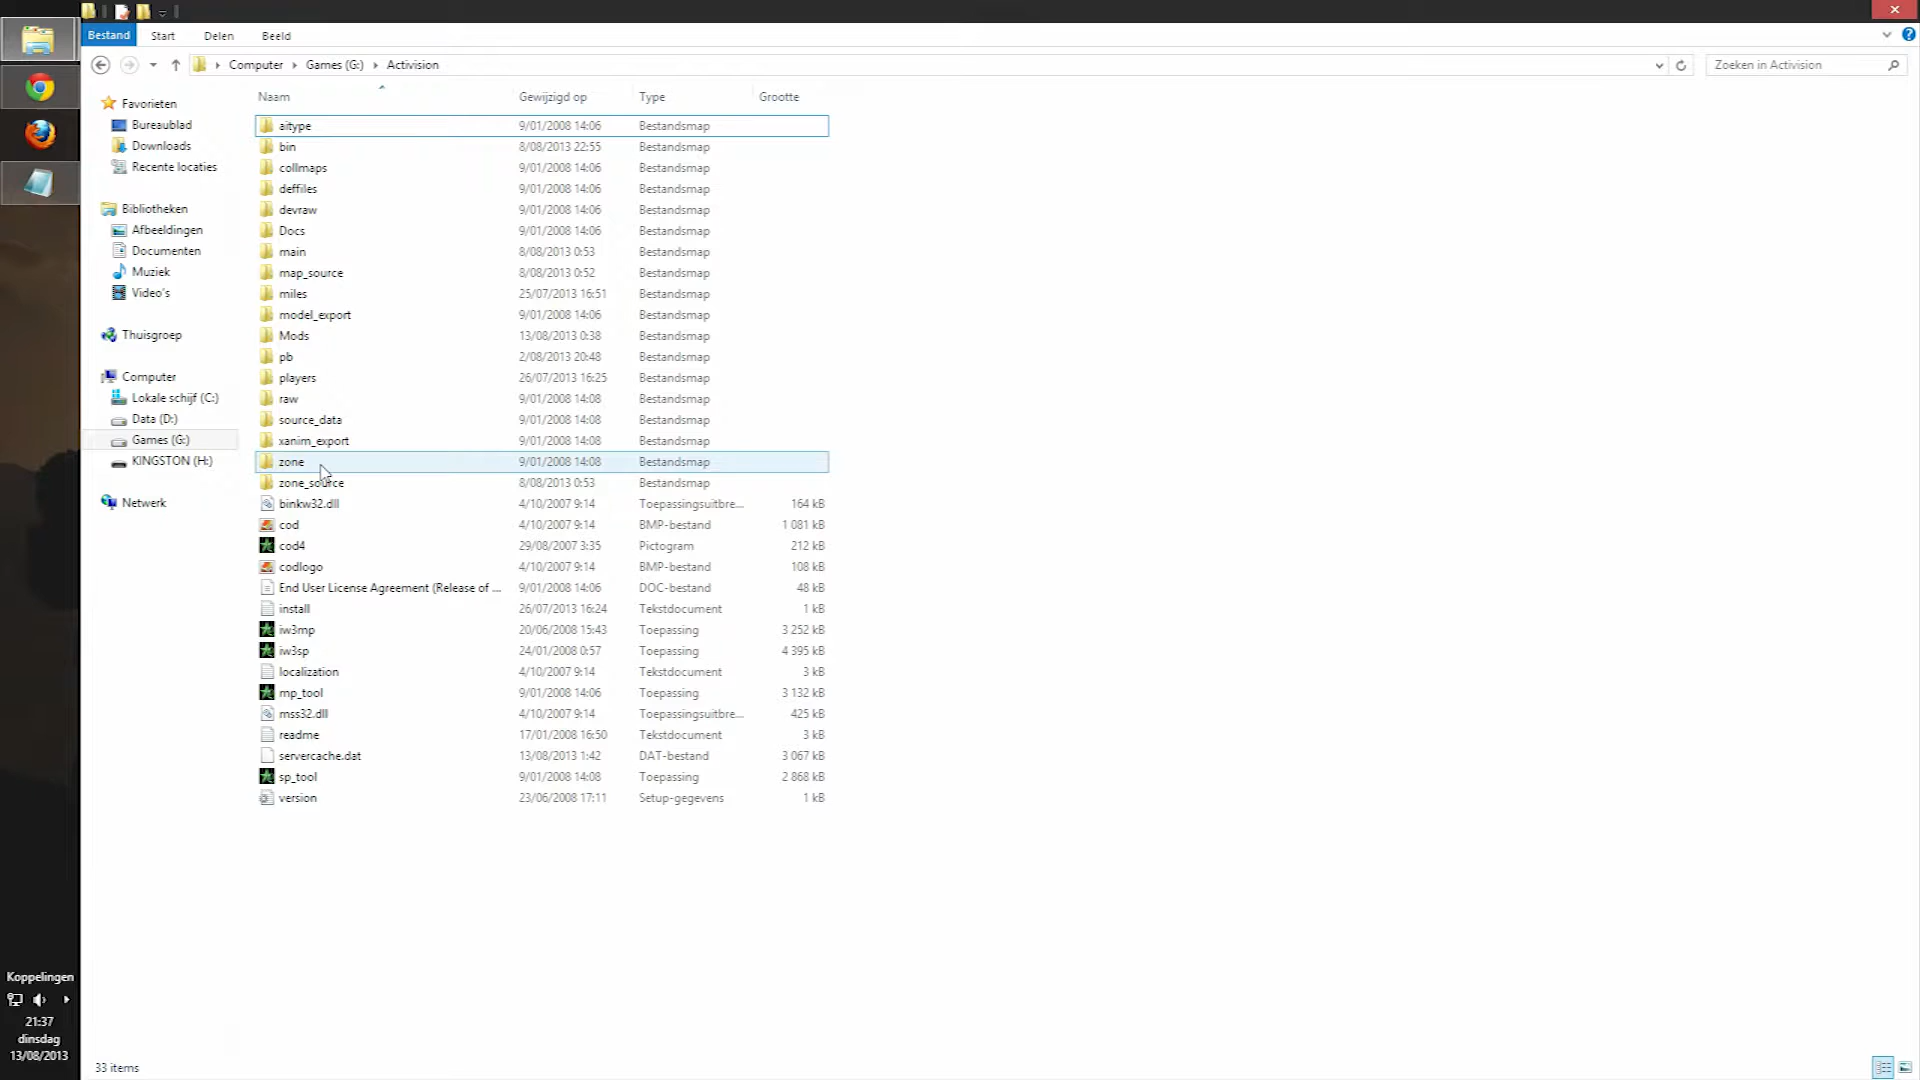 Bestand Start Delen Beeld
Computer Games (G:) Activision Zoeken in Activision
Naam Gewijzigd op Type Grootte
Favorieten
Bureaublad
Downloads
Recente locaties
Bibliotheken
Afbeeldingen
Documenten
Muziek
Video's
Thuisgroep
Computer
Lokale schijf (C:)
Data (D:)
Games (G:)
KINGSTON (H:)
Netwerk
aitype 9/01/2008 14:06 Bestandsmap
bin 8/08/2013 22:55 Bestandsmap
collmaps 9/01/2008 14:06 Bestandsmap
deffiles 9/01/2008 14:06 Bestandsmap
devraw 9/01/2008 14:06 Bestandsmap
Docs 9/01/2008 14:06 Bestandsmap
main 8/08/2013 0:53 Bestandsmap
map_source 8/08/2013 0:52 Bestandsmap
miles 25/07/2013 16:51 Bestandsmap
model_export 9/01/2008 14:06 Bestandsmap
Mods 13/08/2013 0:38 Bestandsmap
pb 2/08/2013 20:48 Bestandsmap
players 26/07/2013 16:25 Bestandsmap
raw 9/01/2008 14:08 Bestandsmap
source_data 9/01/2008 14:08 Bestandsmap
xanim_export 9/01/2008 14:08 Bestandsmap
zone 9/01/2008 14:08 Bestandsmap
zone_source 8/08/2013 0:53 Bestandsmap
binkw32.dll 4/10/2007 9:14 Toepassingsuitbre... 164 kB
cod 4/10/2007 9:14 BMP-bestand 1 081 kB
cod4 29/08/2007 3:35 Pictogram 212 kB
codlogo 4/10/2007 9:14 BMP-bestand 108 kB
End User License Agreement (Release of ... 9/01/2008 14:06 DOC-bestand 48 kB
install 26/07/2013 16:24 Tekstdocument 1 kB
iw3mp 20/06/2008 15:43 Toepassing 3 252 kB
iw3sp 24/01/2008 0:57 Toepassing 4 395 kB
localization 4/10/2007 9:14 Tekstdocument 3 kB
mp_tool 9/01/2008 14:06 Toepassing 3 132 kB
mss32.dll 4/10/2007 9:14 Toepassingsuitbre... 425 kB
readme 17/01/2008 16:50 Tekstdocument 3 kB
servercache.dat 13/08/2013 1:42 DAT-bestand 3 067 kB
sp_tool 9/01/2008 14:08 Toepassing 2 868 kB
version 23/06/2008 17:11 Setup-gegevens 1 kB
Koppelingen
21:37
dinsdag
13/08/2013
33 items